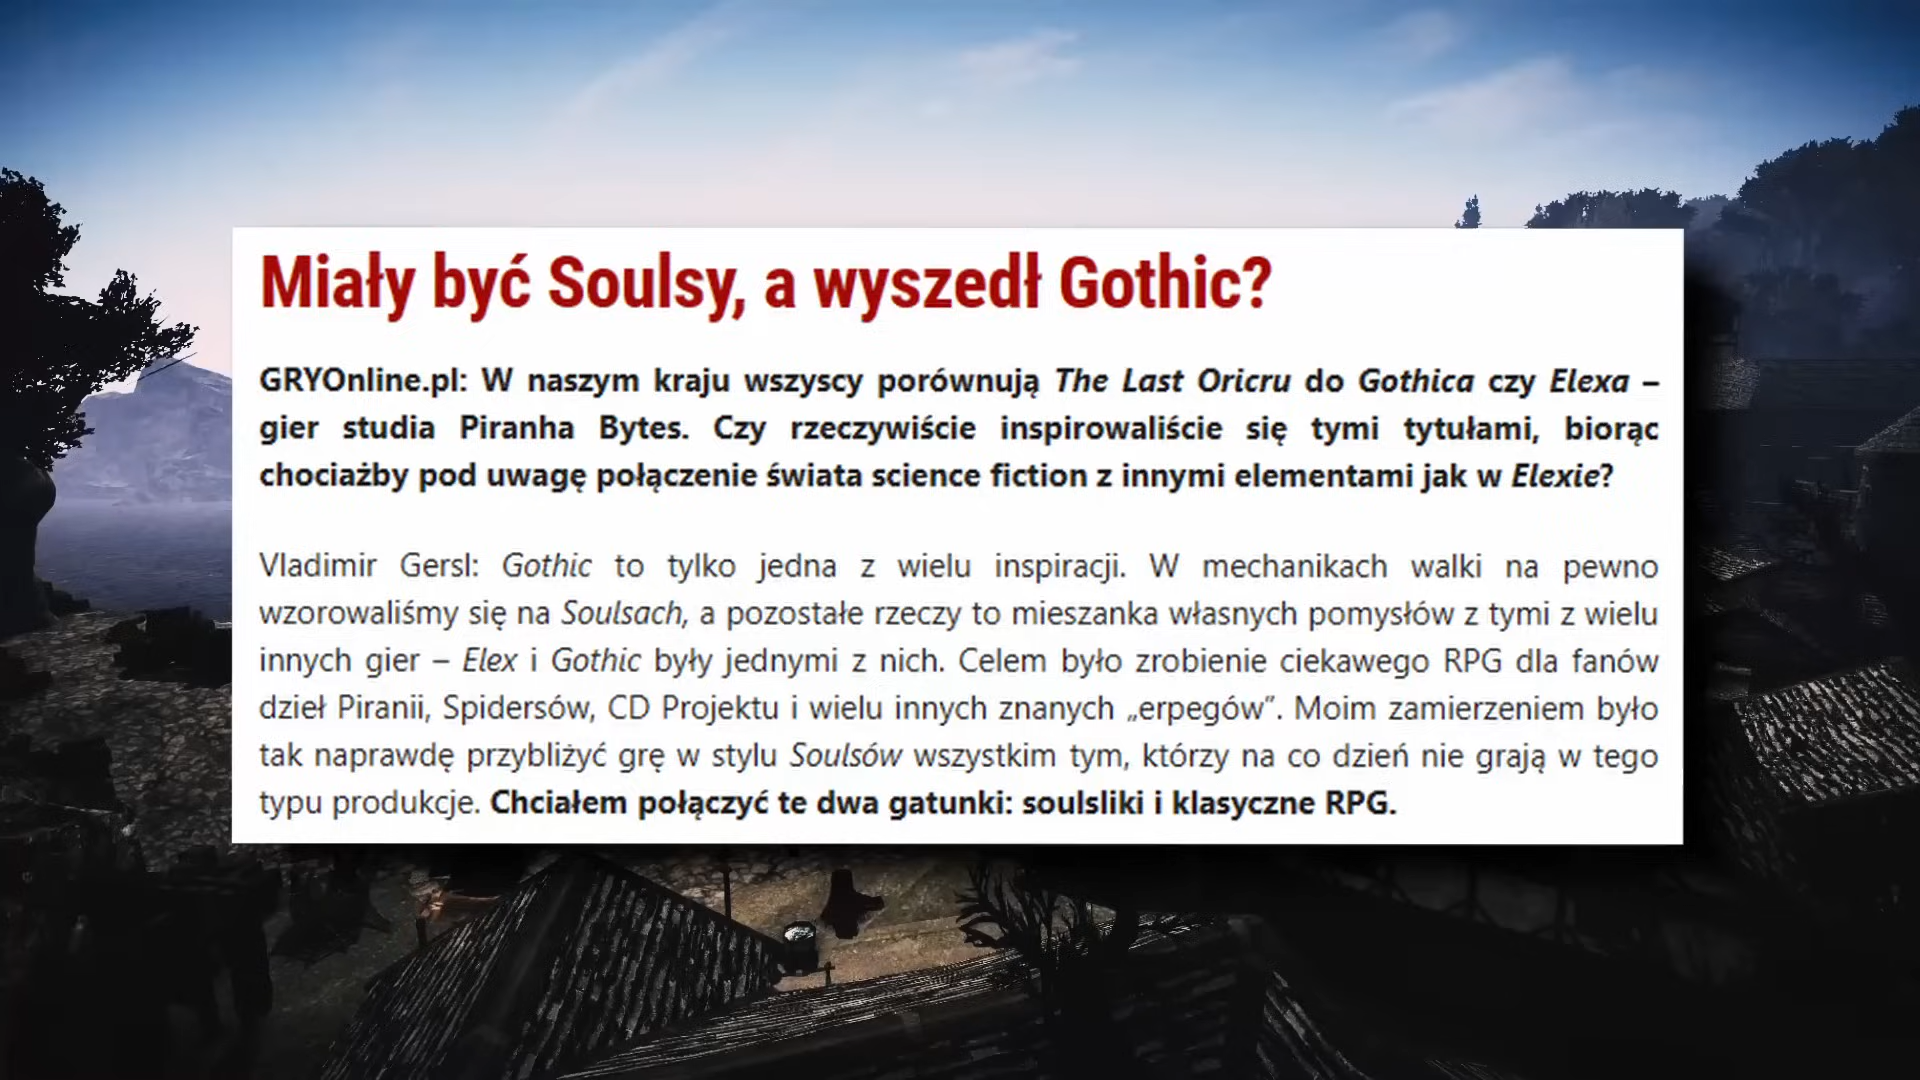 Miały być Soulsy, a wyszedł Gothic?
GRYOnline.pl: W naszym kraju wszyscy porównują The Last Oricru do Gothica czy Elexa –
gier studia Piranha Bytes. Czy rzeczywiście inspirowaliście się tymi tytułami, biorąc
chociażby pod uwagę połączenie świata science fiction z innymi elementami jak w Elexie?
Vladimir Gersl: Gothic to tylko jedna z wielu inspiracji. W mechanikach walki na pewno
wzorowaliśmy się na Soulsach, a pozostałe rzeczy to mieszanka własnych pomysłów z tymi z wielu
innych gier – Elex i Gothic były jednymi z nich. Celem było zrobienie ciekawego RPG dla fanów
dzieł Piranii, Spidersów, CD Projektu i wielu innych znanych „erpegów”. Moim zamierzeniem było
tak naprawdę przybliżyć grę w stylu Soulsów wszystkim tym, którzy na co dzień nie grają w tego
typu produkcje. Chciałem połączyć te dwa gatunki: soulsliki i klasyczne RPG.